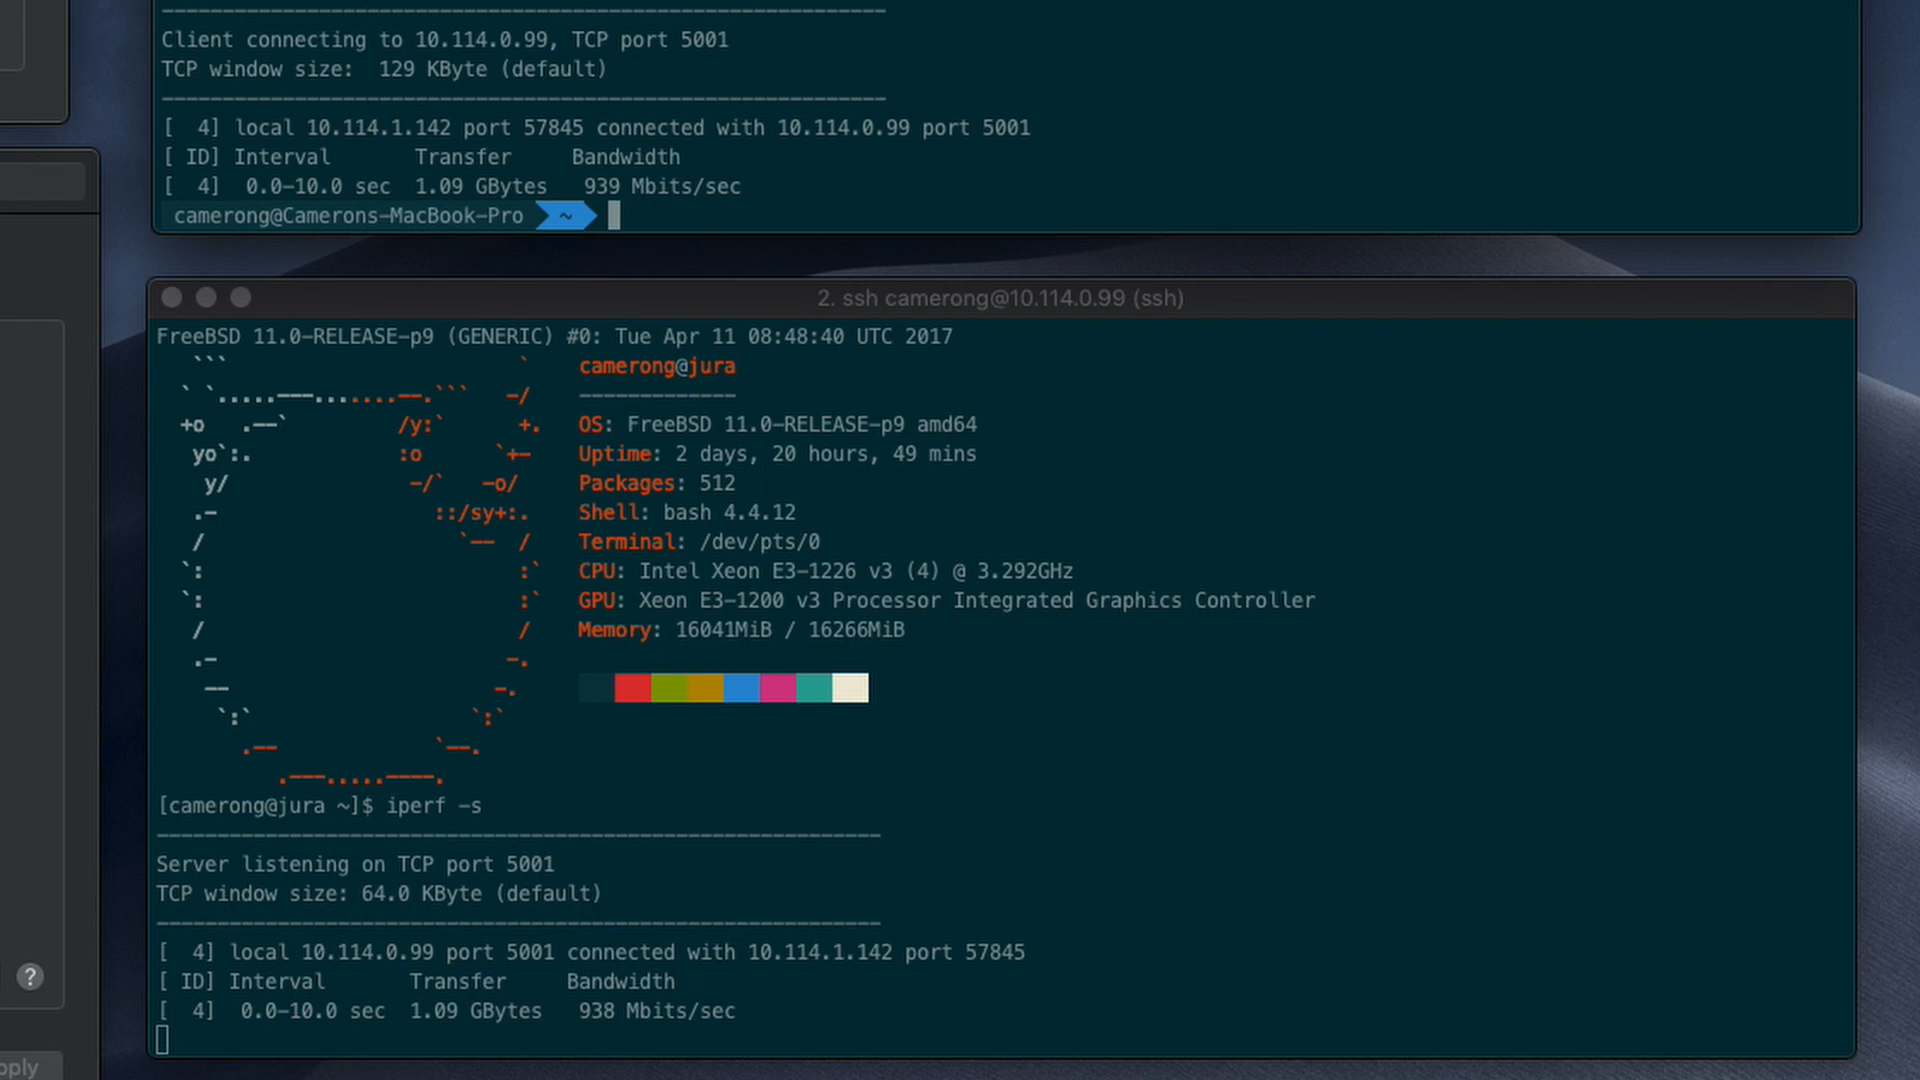 Client connecting to 10.114.0.99, TCP port 5001
TCP window size:  129 KByte (default)
[  4] local 10.114.1.142 port 57845 connected with 10.114.0.99 port 5001
[ ID] Interval       Transfer     Bandwidth
[  4]  0.0-10.0 sec  1.09 GBytes   939 Mbits/sec
camerong@Camerons-MacBook-Pro ~
2. ssh camerong@10.114.0.99 (ssh)
FreeBSD 11.0-RELEASE-p9 (GENERIC) #0: Tue Apr 11 08:48:40 UTC 2017
camerong@jura
-------------
OS: FreeBSD 11.0-RELEASE-p9 amd64
Uptime: 2 days, 20 hours, 49 mins
Packages: 512
Shell: bash 4.4.12
Terminal: /dev/pts/0
CPU: Intel Xeon E3-1226 v3 (4) @ 3.292GHz
GPU: Xeon E3-1200 v3 Processor Integrated Graphics Controller
Memory: 16041MiB / 16266MiB
[camerong@jura ~]$ iperf -s
Server listening on TCP port 5001
TCP window size: 64.0 KByte (default)
[  4] local 10.114.0.99 port 5001 connected with 10.114.1.142 port 57845
[ ID] Interval       Transfer     Bandwidth
[  4]  0.0-10.0 sec  1.09 GBytes   938 Mbits/sec
?